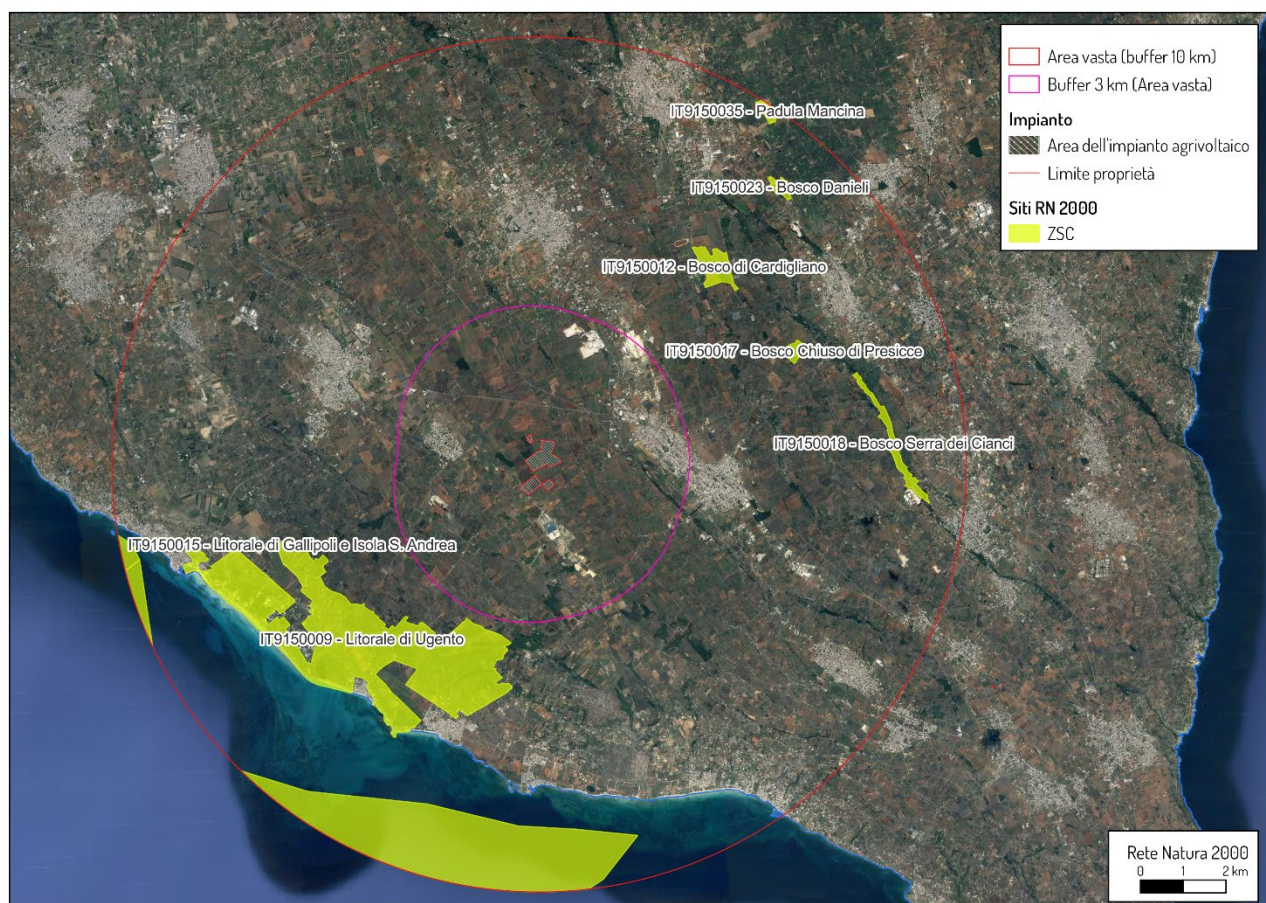 Area vasta (buffer 10 km)
Buffer 3 km (Area vasta)
Impianto
Area dell'impianto agrivoltaico
Limite proprietà
Siti RN 2000
ZSC
IT9150035 - Padula Mancina
IT9150023 - Bosco Danieli
IT9150012 - Bosco di Cardigliano
IT9150017 - Bosco Chiuso di Presicce
IT9150018 - Bosco Serra dei Cianci
IT9150015 - Litorale di Gallipoli e Isola S. Andrea
IT9150009 - Litorale di Ugento
Rete Natura 2000
0 1 2 km